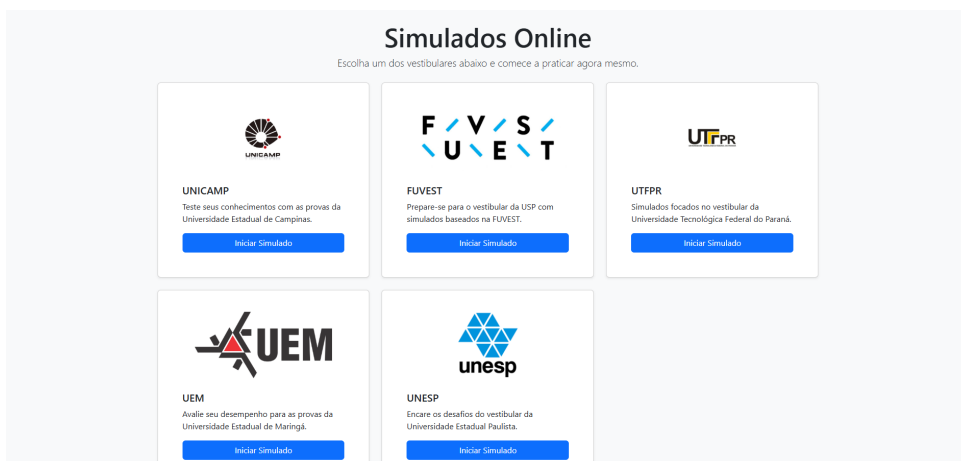 Simulados Online
Escolha um dos vestibulares abaixo e comece a praticar agora mesmo.
UNICAMP
UNICAMP
Teste seus conhecimentos com as provas da
Universidade Estadual de Campinas.
Iniciar Simulado
FUVEST
FUVEST
Prepare-se para o vestibular da USP com
simulados baseados na FUVEST.
Iniciar Simulado
UTFPR
UTFPR
Simulados focados no vestibular da
Universidade Tecnológica Federal do Paraná.
Iniciar Simulado
UEM
UEM
Avalie seu desempenho para as provas da
Universidade Estadual de Maringá.
Iniciar Simulado
unesp
UNESP
Encare os desafios do vestibular da
Universidade Estadual Paulista.
Iniciar Simulado